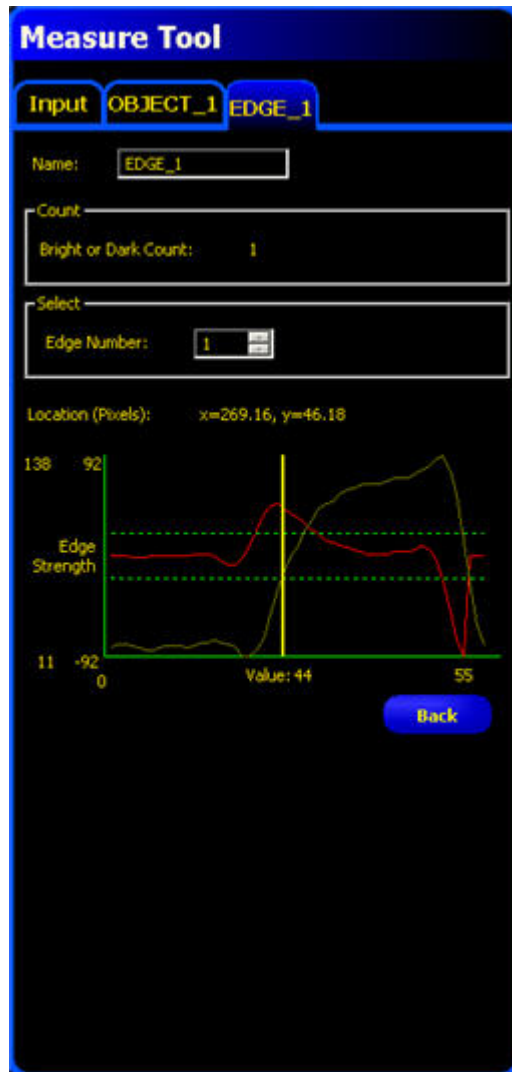 Measure Tool
Input OBJECT_1 EDGE_1
Name: EDGE_1
Count
Bright or Dark Count: 1
Select
Edge Number: 1
Location (Pixels): x=269.16, y=46.18
138 92
Edge
Strength
11 -92
0 Value: 44 55
Back